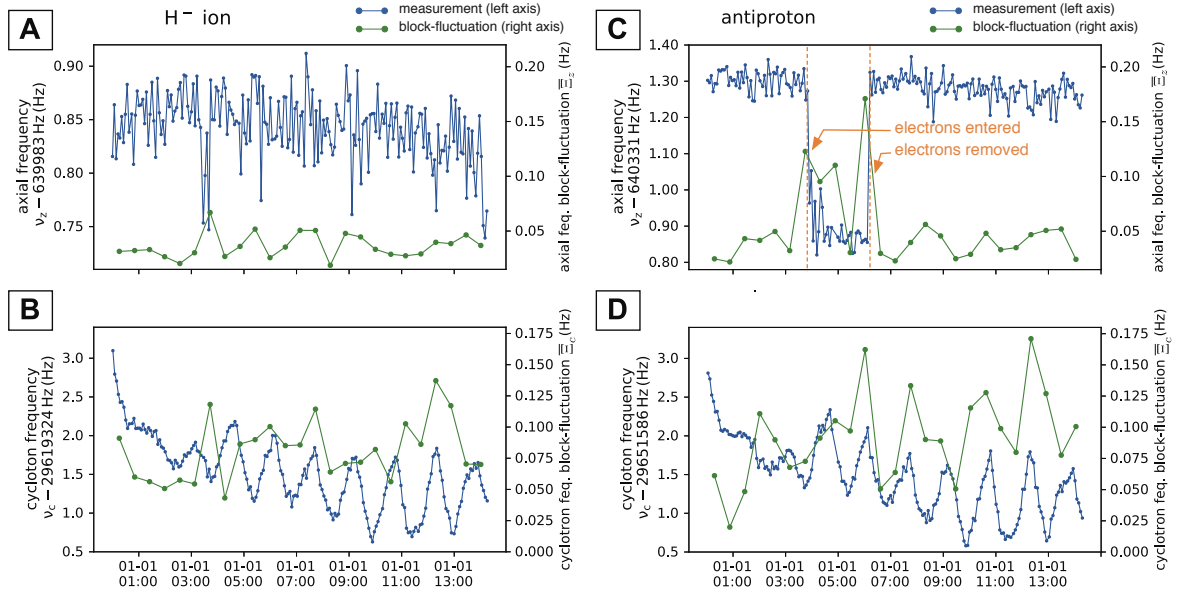 A
H⁻ ion
measurement (left axis)
block-fluctuation (right axis)
axial frequency
ν_z − 639983 Hz (Hz)
0.90
0.85
0.80
0.75
0.20
0.15
0.10
0.05
axial feq. block-fluctuation Ξ_z (Hz)
C
antiproton
measurement (left axis)
block-fluctuation (right axis)
axial frequency
ν_z − 640331 Hz (Hz)
1.40
1.30
1.20
1.10
1.00
0.90
0.80
electrons entered
electrons removed
0.20
0.15
0.10
0.05
axial feq. block-fluctuation Ξ_z (Hz)
B
cycloton frequency
ν_c − 29619324 Hz (Hz)
3.0
2.5
2.0
1.5
1.0
0.5
0.175
0.150
0.125
0.100
0.075
0.050
0.025
0.000
cyclotron feq. block-fluctuation Ξ_c (Hz)
01-01 01-01 01-01 01-01 01-01 01-01 01-01
01:00 03:00 05:00 07:00 09:00 11:00 13:00
D
cycloton frequency
ν_c − 29651586 Hz (Hz)
3.0
2.5
2.0
1.5
1.0
0.5
0.175
0.150
0.125
0.100
0.075
0.050
0.025
0.000
cyclotron feq. block-fluctuation Ξ_c (Hz)
01-01 01-01 01-01 01-01 01-01 01-01 01-01
01:00 03:00 05:00 07:00 09:00 11:00 13:00